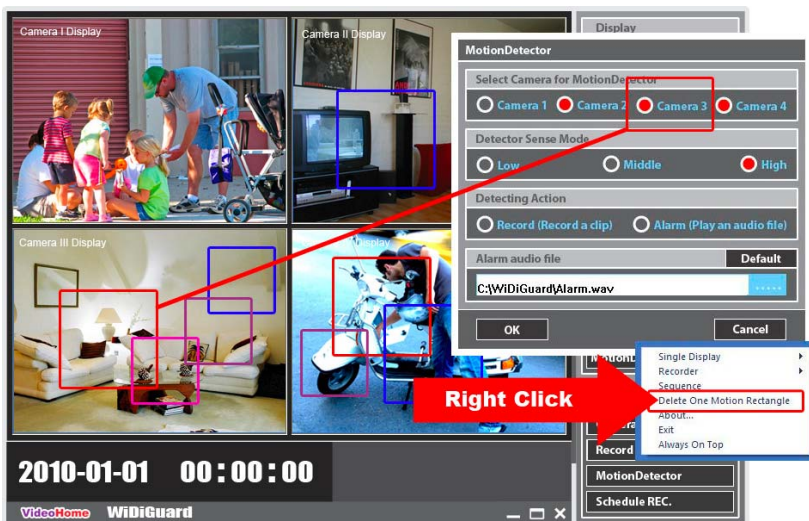 Camera I Display
Camera II Display
Display
MotionDetector
Select Camera for MotionDetector
Camera 1
Camera 2
Camera 3
Camera 4
Detector Sense Mode
Low
Middle
High
Detecting Action
Record (Record a clip)
Alarm (Play an audio file)
Alarm audio file
Default
C:\WiDiGuard\Alarm.wav
.....
OK
Cancel
Camera III Display
Display
Single Display
Recorder
Sequence
Delete One Motion Rectangle
About...
Exit
Always On Top
Right Click
Record
MotionDetector
Schedule REC.
2010-01-01 00:00:00
VideoHome WiDiGuard